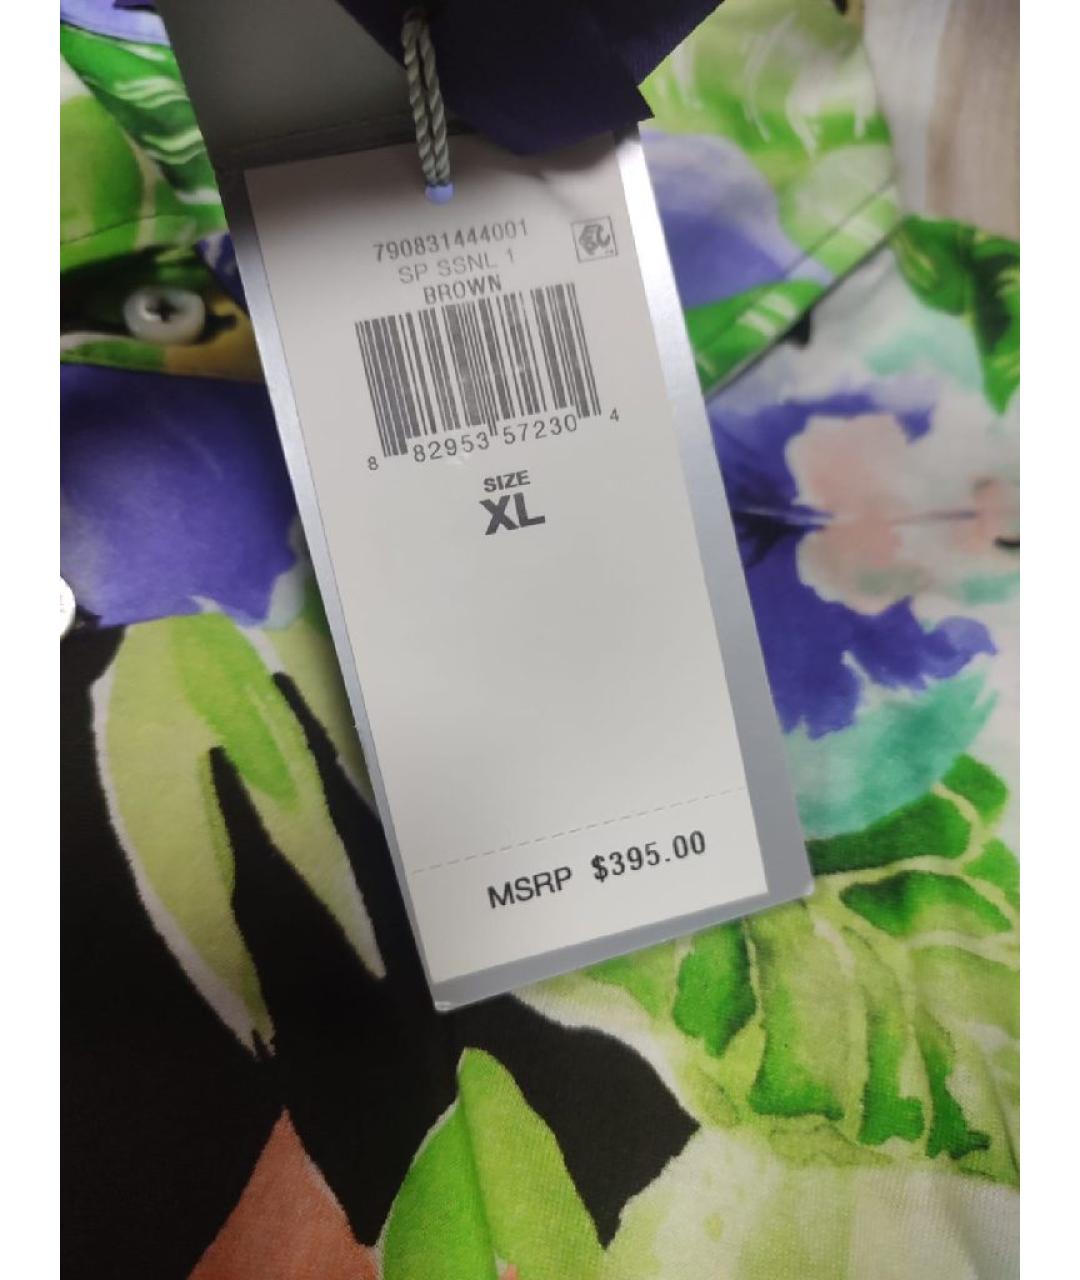 790831444001
SP SSNL 1
BROWN
8 82953 57230 4
SIZE
XL
MSRP $395.00